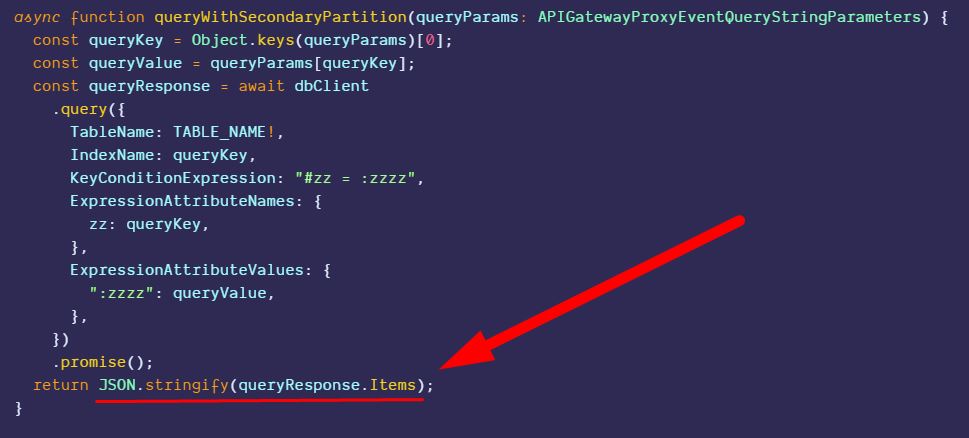 async function queryWithSecondaryPartition(queryParams: APIGatewayProxyEventQueryStringParameters) {
  const queryKey = Object.keys(queryParams)[0];
  const queryValue = queryParams[queryKey];
  const queryResponse = await dbClient
    .query({
      TableName: TABLE_NAME!,
      IndexName: queryKey,
      KeyConditionExpression: "#zz = :zzzz",
      ExpressionAttributeNames: {
        zz: queryKey,
      },
      ExpressionAttributeValues: {
        ":zzzz": queryValue,
      },
    })
    .promise();
  return JSON.stringify(queryResponse.Items);
}